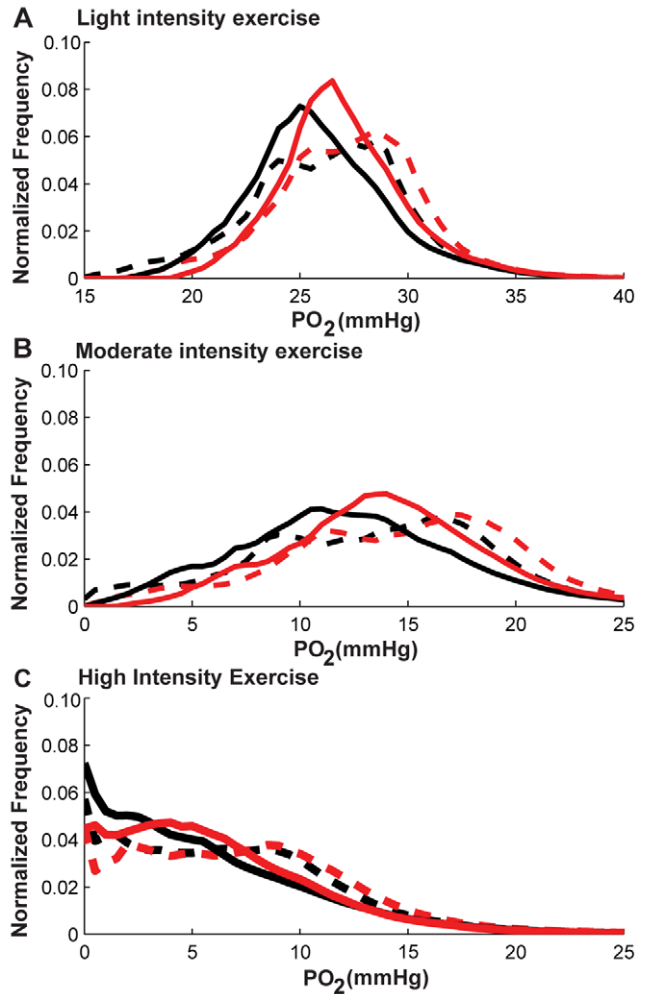 A Light intensity exercise
Normalized Frequency
0.10
0.08
0.06
0.04
0.02
0
15 20 25 30 35 40
PO2(mmHg)
B Moderate intensity exercise
Normalized Frequency
0.10
0.08
0.06
0.04
0.02
0
0 5 10 15 20 25
PO2(mmHg)
C High Intensity Exercise
Normalized Frequency
0.10
0.08
0.06
0.04
0.02
0
0 5 10 15 20 25
PO2(mmHg)